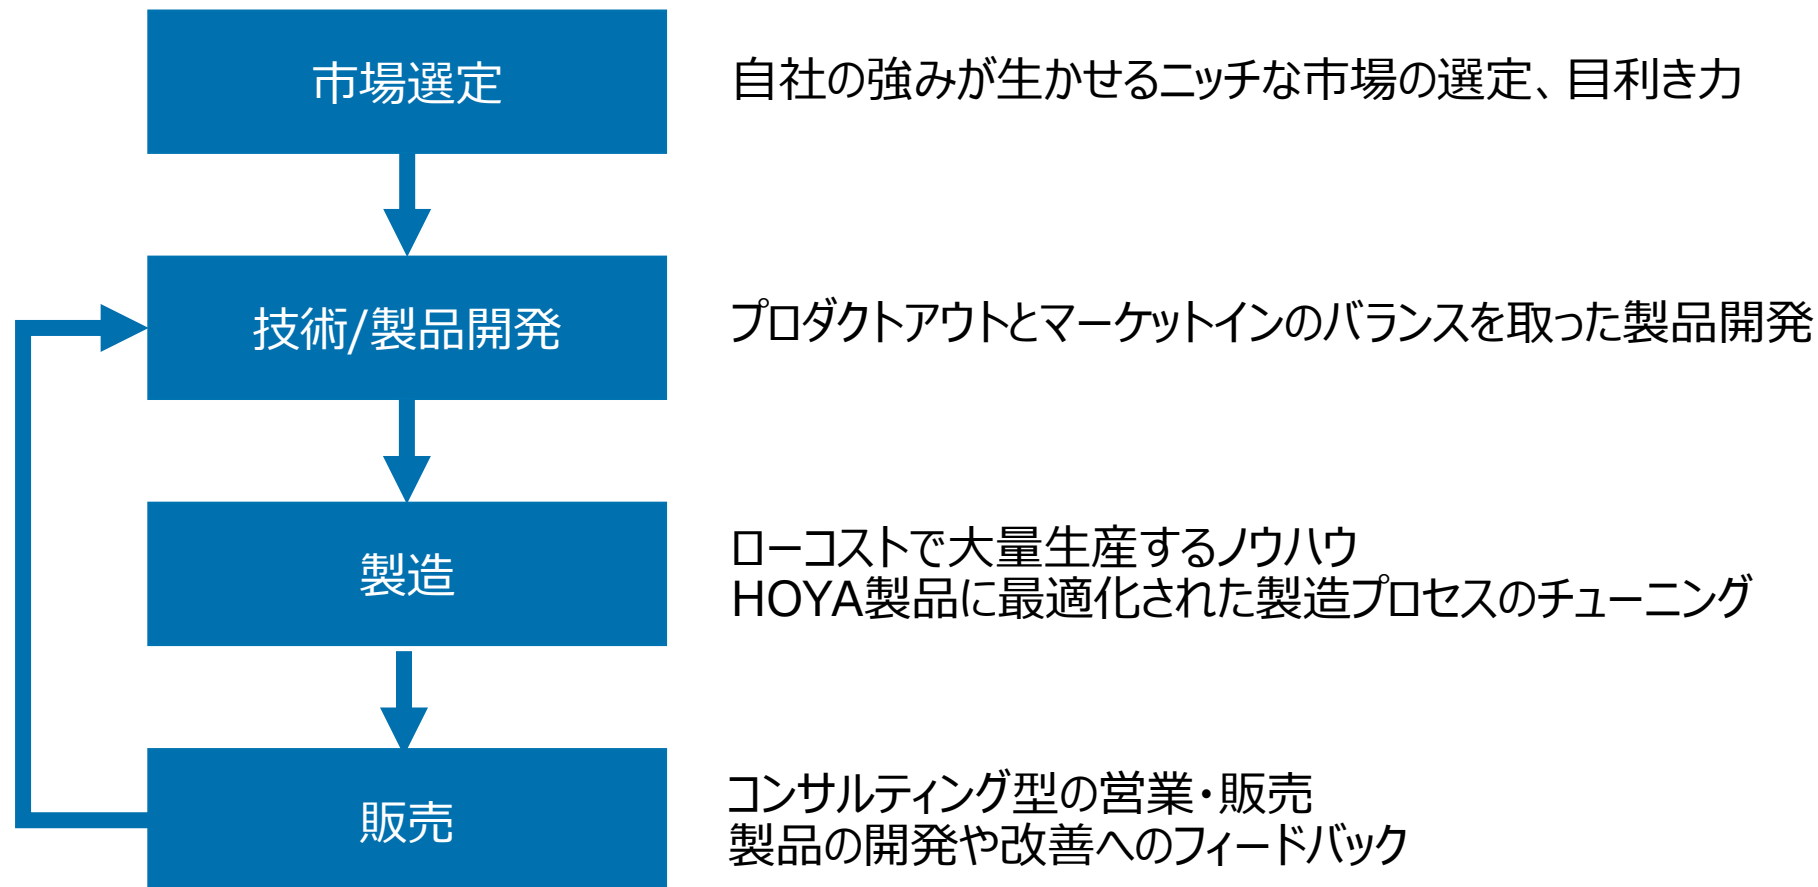 市場選定
自社の強みが生かせるニッチな市場の選定、目利き力
技術/製品開発
プロダクトアウトとマーケットインのバランスを取った製品開発
製造
ローコストで大量生産するノウハウ
HOYA製品に最適化された製造プロセスのチューニング
販売
コンサルティング型の営業・販売
製品の開発や改善へのフィードバック